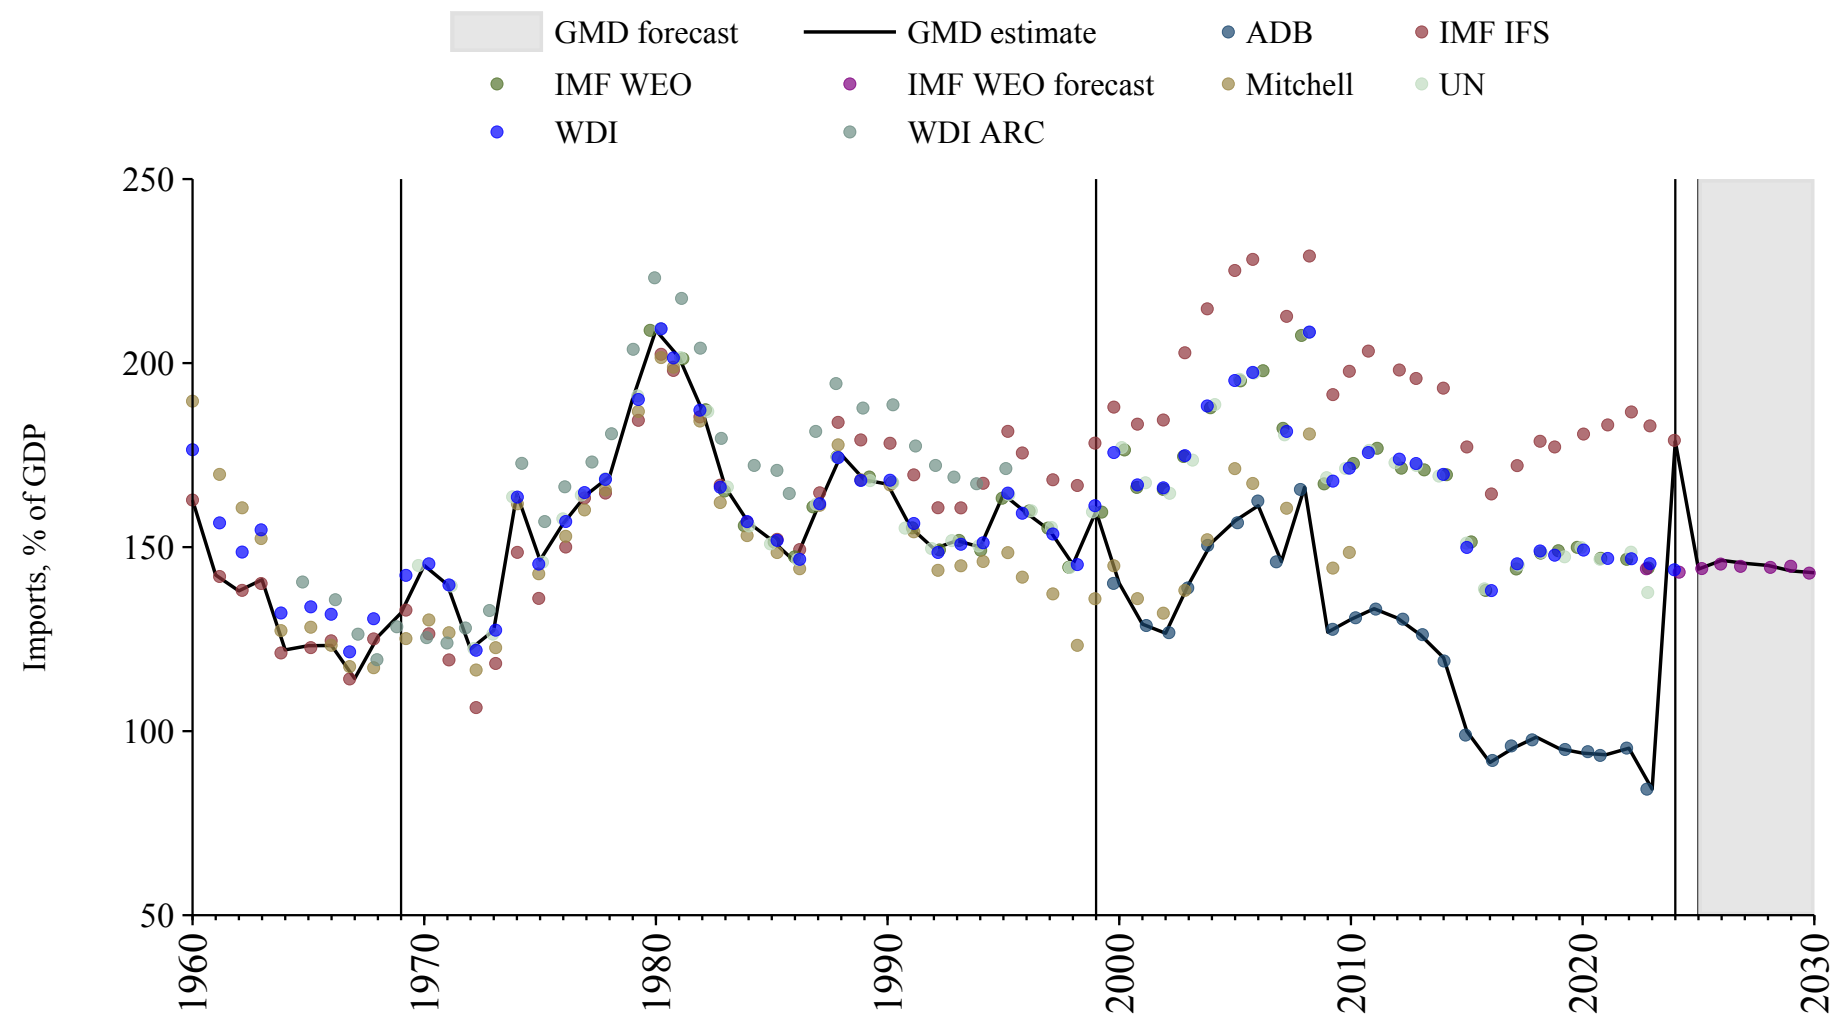 GMD forecast GMD estimate ADB IMF IFS
IMF WEO IMF WEO forecast Mitchell UN
WDI WDI ARC
Imports, % of GDP
250
200
150
100
50
1960 1970 1980 1990 2000 2010 2020 2030